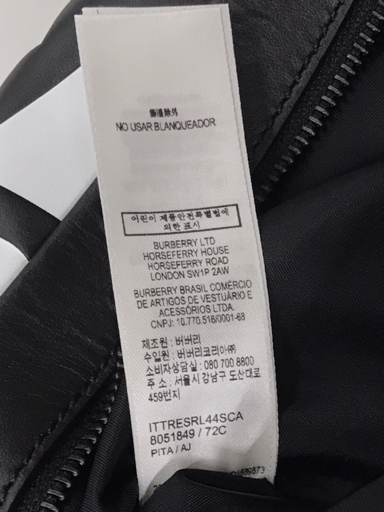 NO USAR BLANQUEADOR
어린이 제품안전특별법에
의한 표시
BURBERRY LTD
HORSEFERRY HOUSE
HORSEFERRY ROAD
LONDON SW1P 2AW
BURBERRY BRASIL COMÉRCIO
DE ARTIGOS DE VESTUÁRIO E
ACESSÓRIOS LTDA.
CNPJ: 10.770.518/0001-68
제조원 : 버버리
수입원 : 버버리코리아㈜
소비자상담실 : 080 700 8800
주 소 : 서울시 강남구 도산대로
459번지
ITTRESRL44SCA
8051849 / 72C
PITA / AJ